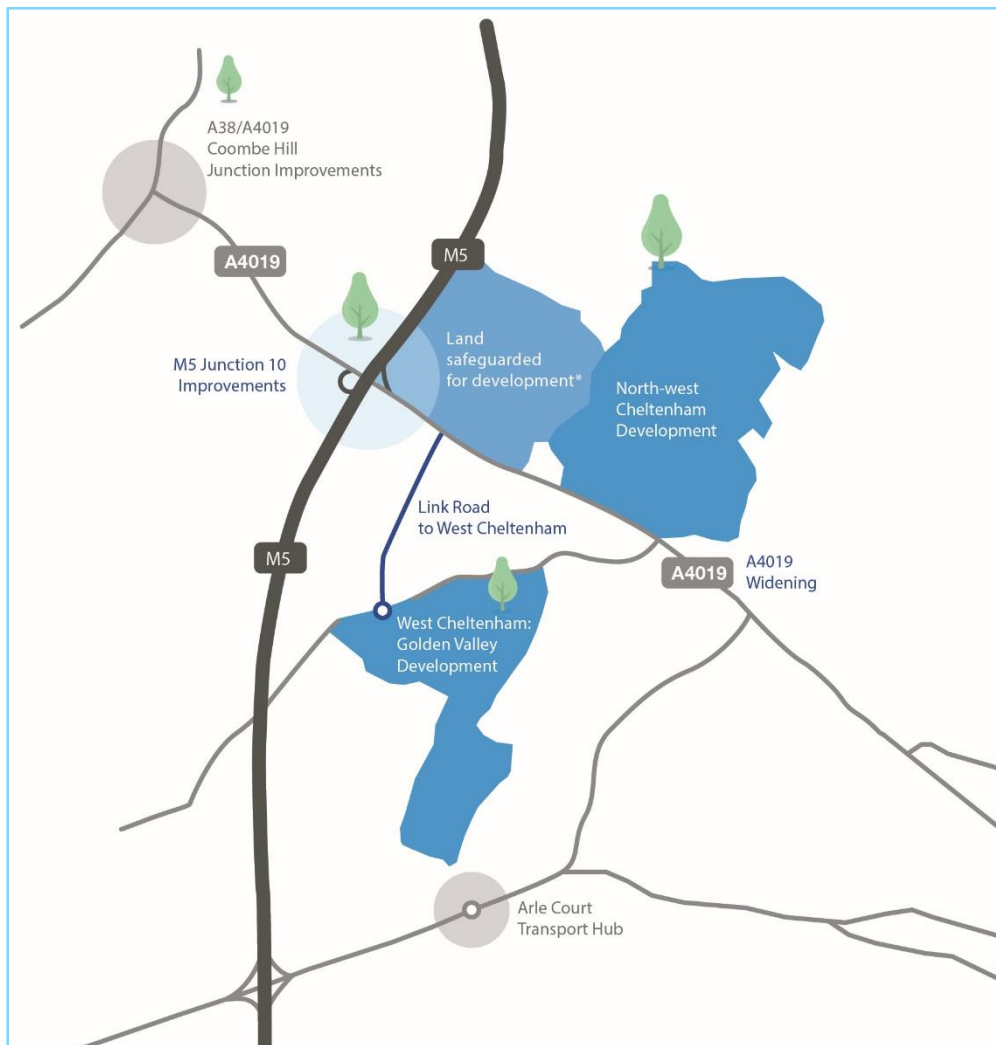 A38/A4019
Coombe Hill
Junction Improvements
A4019
M5
M5 Junction 10
Improvements
Land
safeguarded
for development*
North-west
Cheltenham
Development
Link Road
to West Cheltenham
M5
A4019
A4019
Widening
West Cheltenham:
Golden Valley
Development
Arle Court
Transport Hub